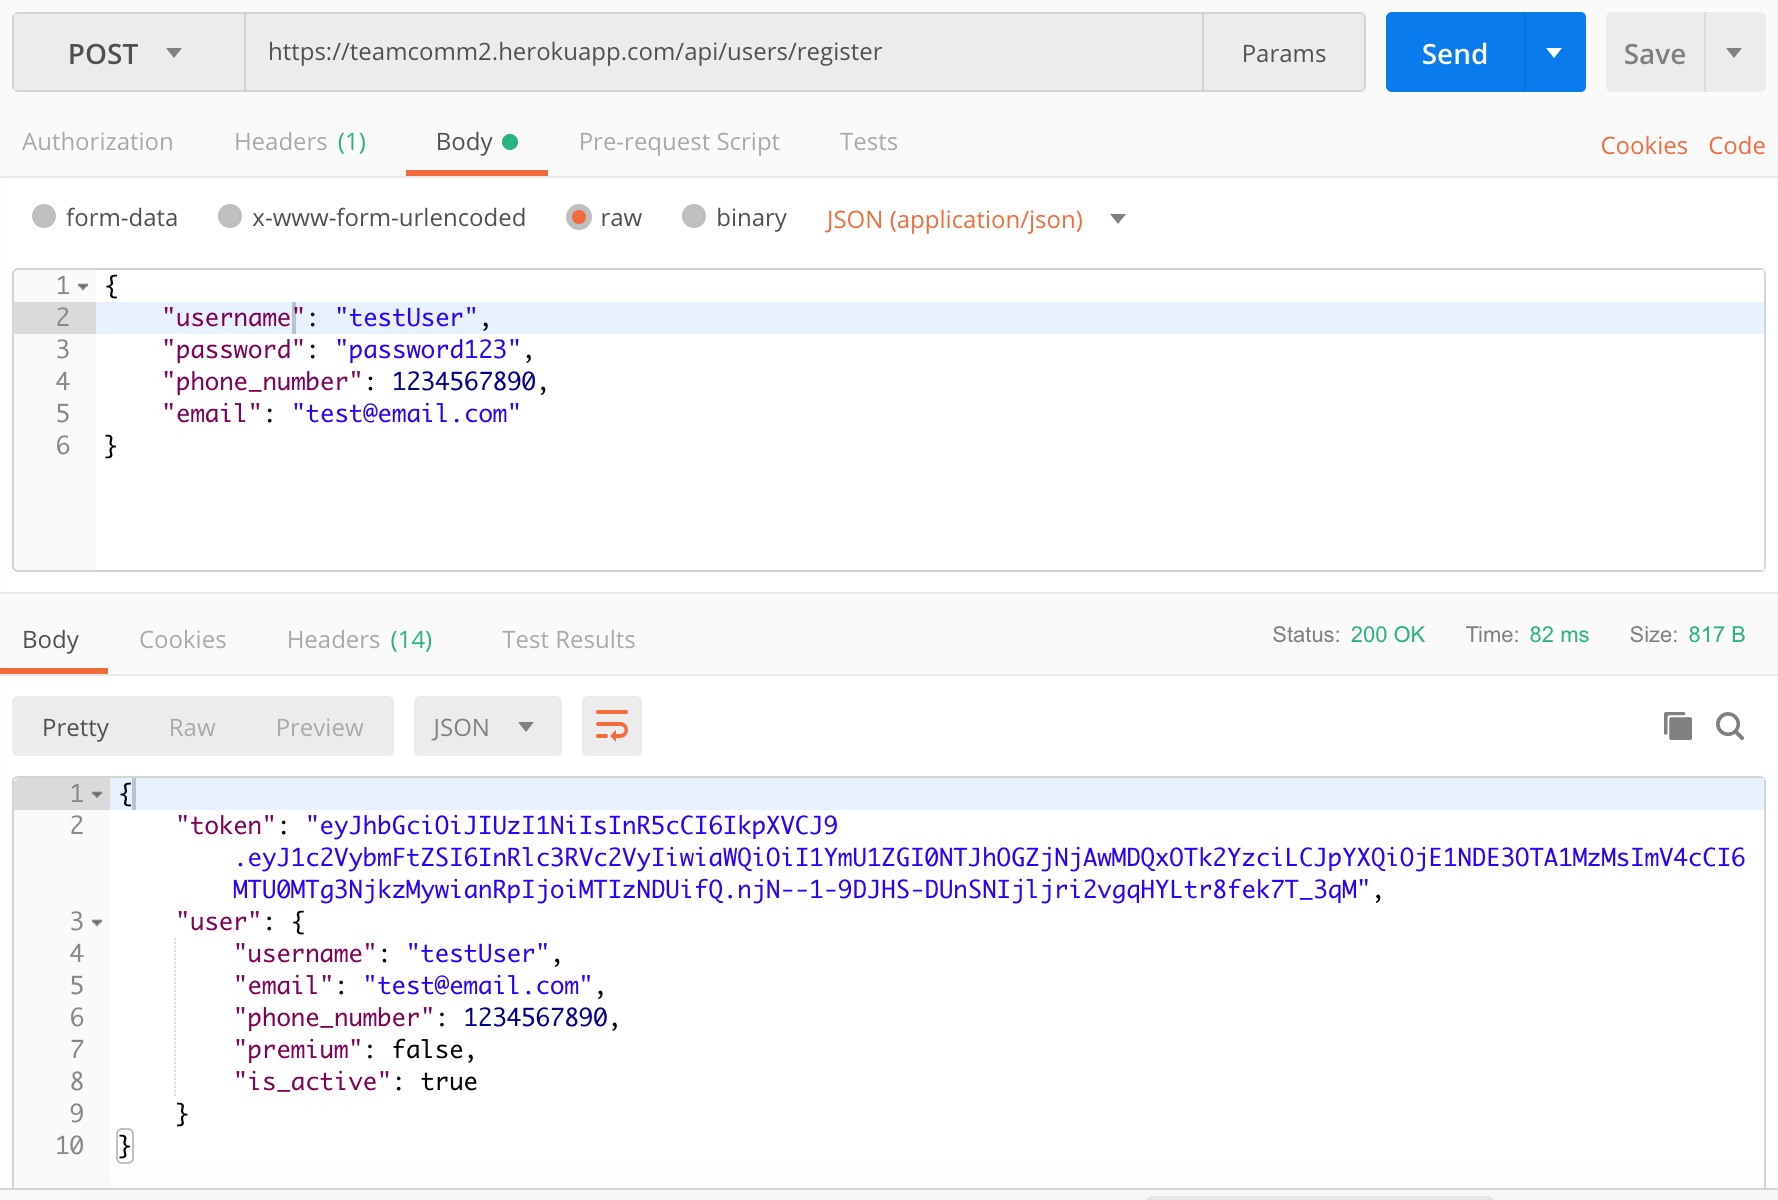 POST https://teamcomm2.herokuapp.com/api/users/register Params Send Save
Authorization Headers (1) Body Pre-request Script Tests Cookies Code
form-data x-www-form-urlencoded raw binary JSON (application/json)
1 {
2 "username": "testUser",
3 "password": "password123",
4 "phone_number": 1234567890,
5 "email": "test@email.com"
6 }
Body Cookies Headers (14) Test Results Status: 200 OK Time: 82 ms Size: 817 B
Pretty Raw Preview JSON
1 {
2 "token": "eyJhbGciOiJIUzI1NiIsInR5cCI6IkpXVCJ9
.eyJ1c2VybmFtZSI6InRlc3RVc2VyIiwiaWQiOiI1YmU1ZGI0NTJhOGZjNjAwMDQxOTk2YzciLCJpYXQiOjE1NDE3OTA1MzMsImV4cCI6
MTU0MTg3NjkzMywianRpIjoiMTIzNDUifQ.njN--1-9DJHS-DUnSNIjljri2vgqHYLtr8fek7T_3qM",
3 "user": {
4 "username": "testUser",
5 "email": "test@email.com",
6 "phone_number": 1234567890,
7 "premium": false,
8 "is_active": true
9 }
10 }